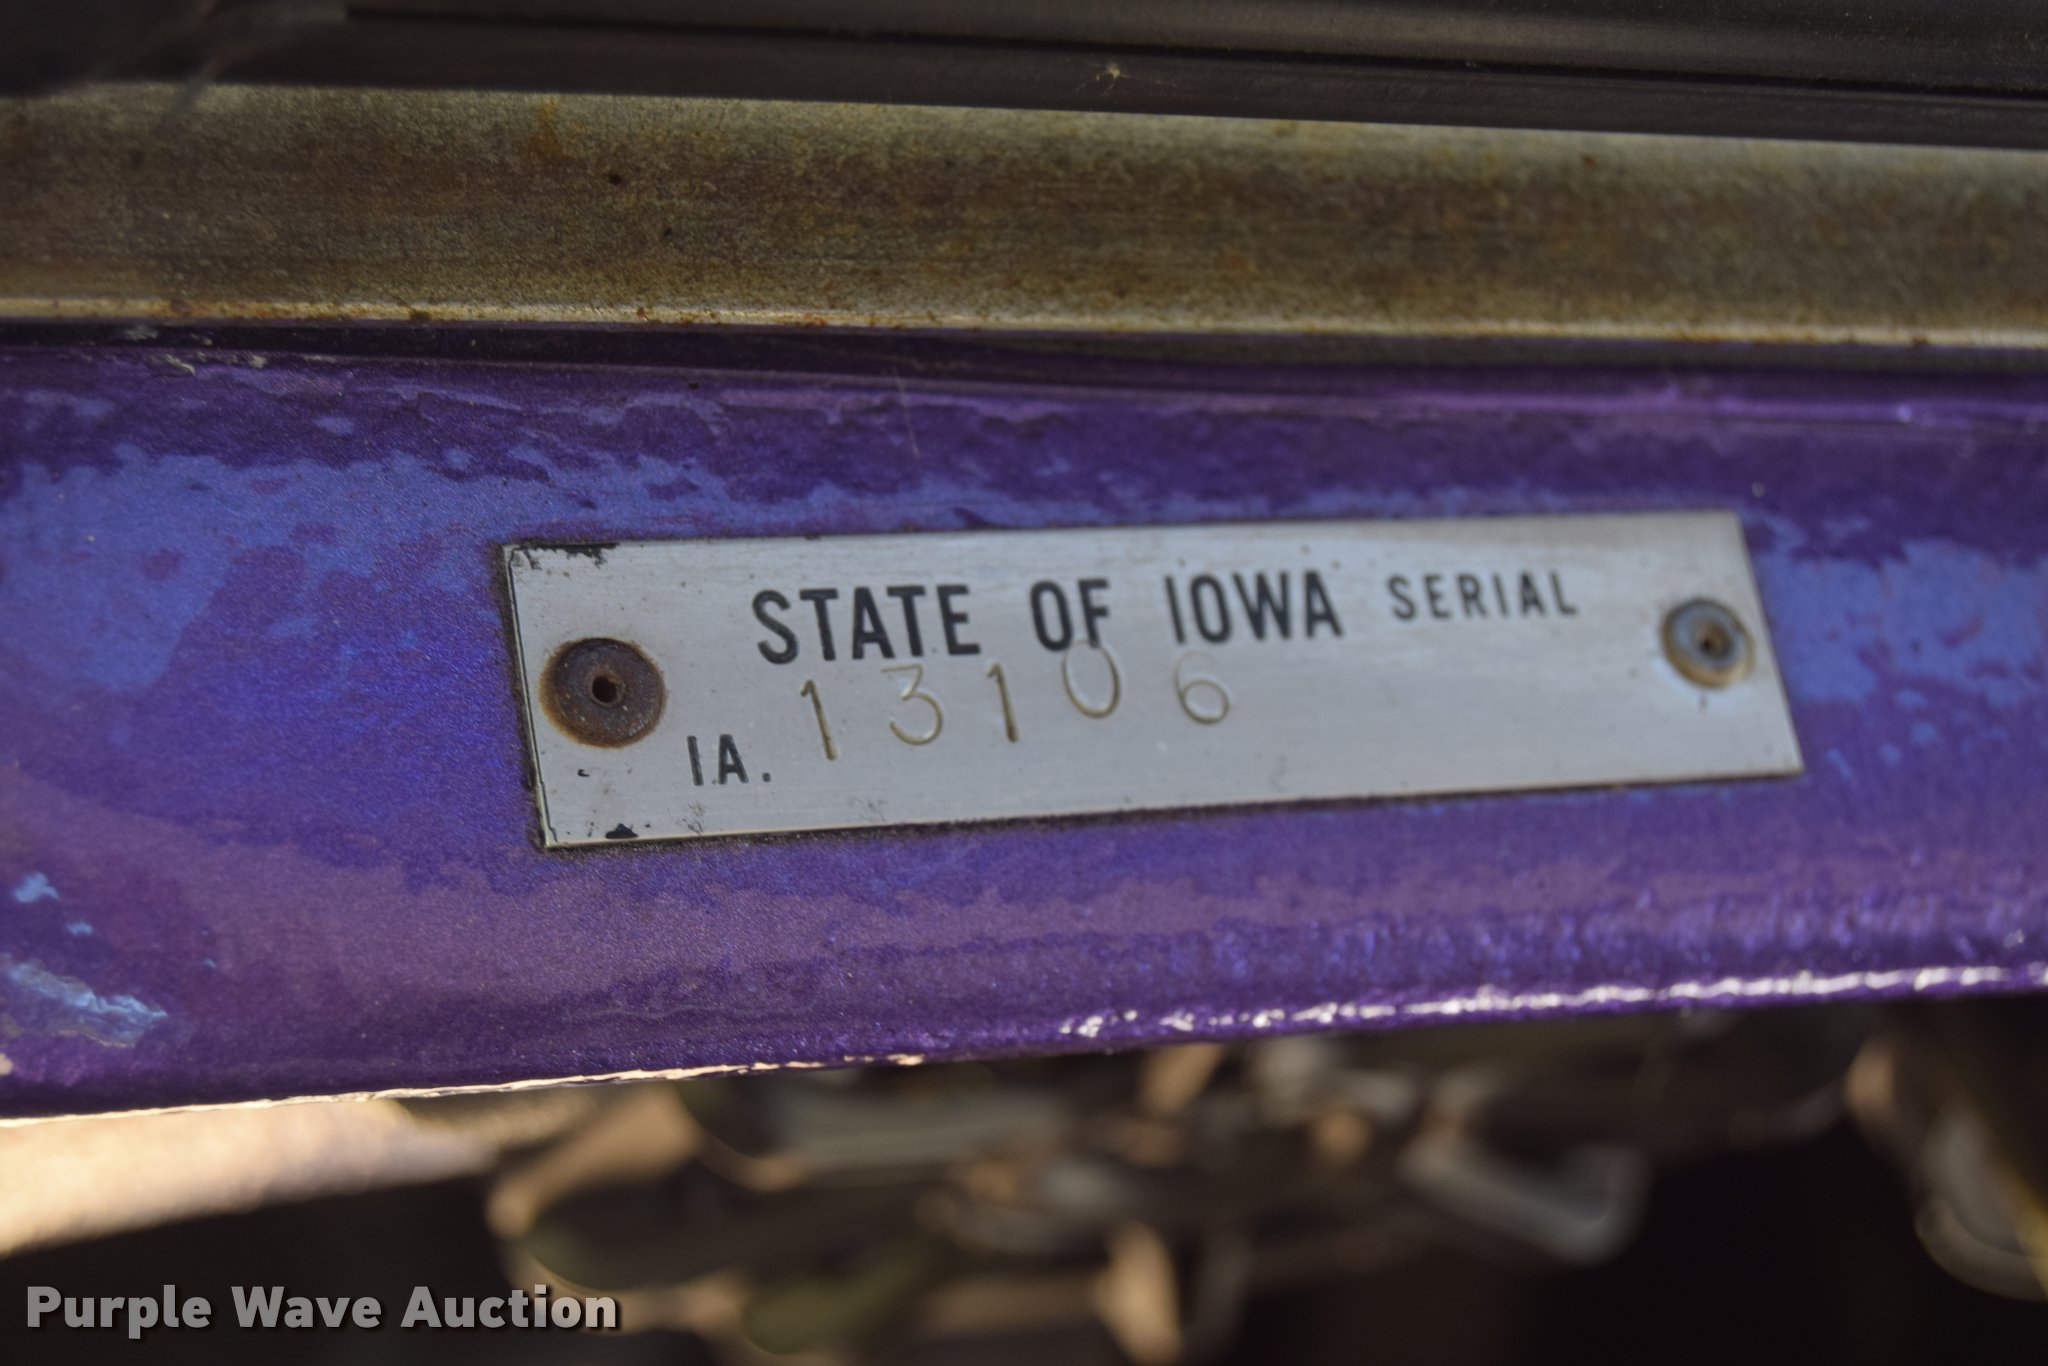 STATE OF IOWA SERIAL
IA. 13106
Purple Wave Auction